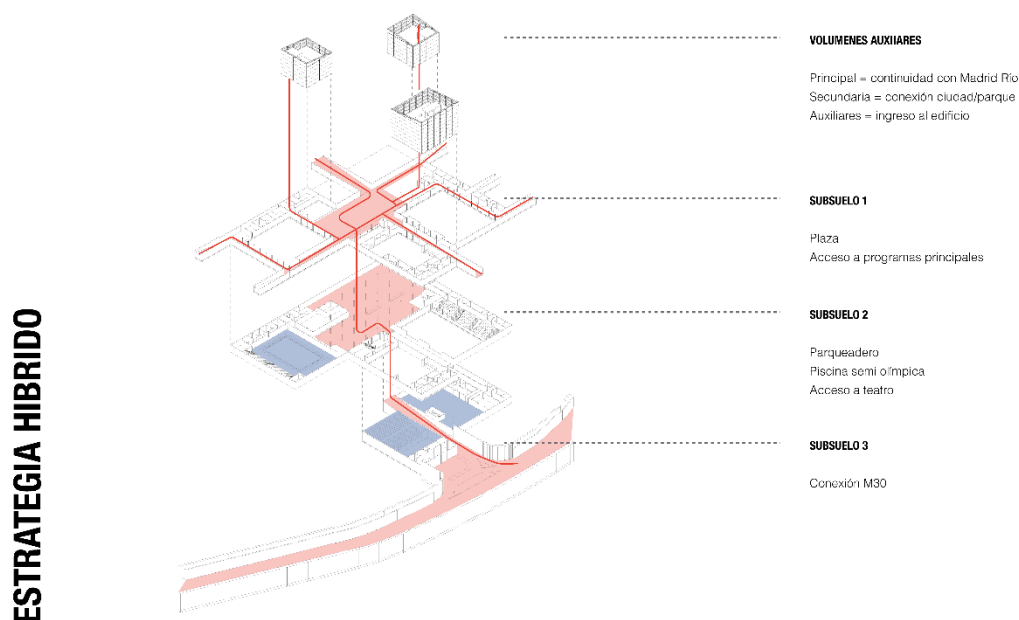 ESTRATEGIA HIBRIDO
VOLUMENES AUXIIARES
Principal = continuidad con Madrid Río
Secundaria = conexión ciudad/parque
Auxiliares = ingreso al edificio
SUBSUELO 1
Plaza
Acceso a programas principales
SUBSUELO 2
Parqueadero
Piscina semi olímpica
Acceso a teatro
SUBSUELO 3
Conexión M30